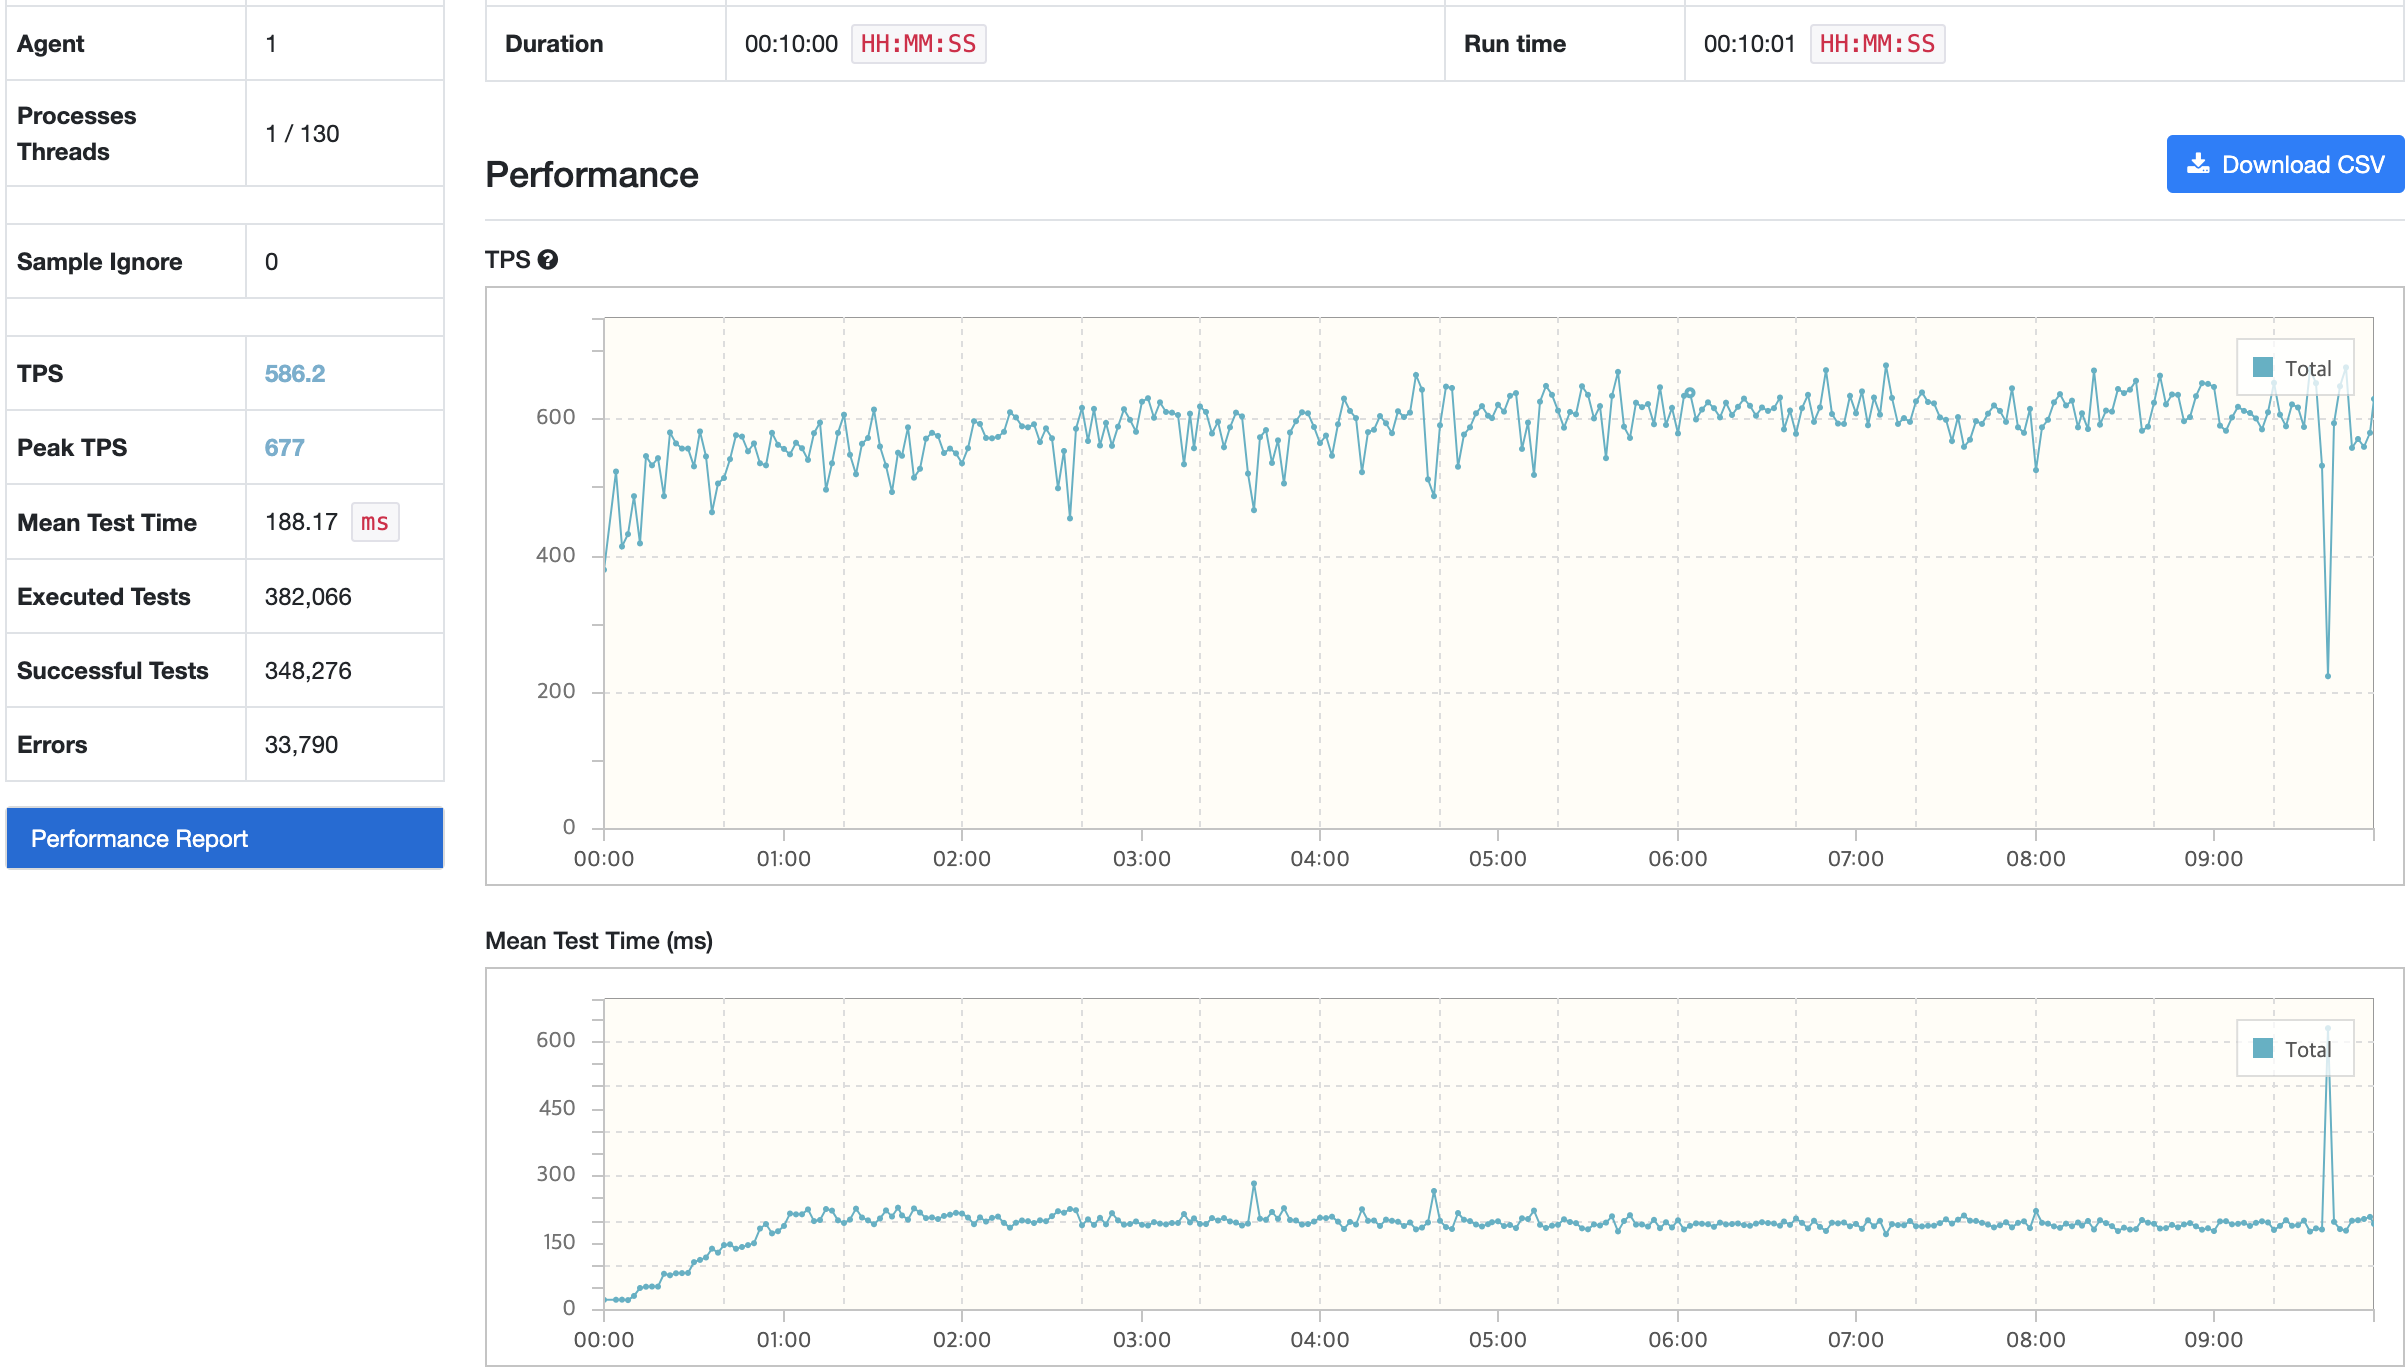 Agent 1
Processes
Threads
1 / 130
Sample Ignore 0
TPS 586.2
Peak TPS 677
Mean Test Time 188.17 ms
Executed Tests 382,066
Successful Tests 348,276
Errors 33,790
Performance Report
Duration 00:10:00 HH:MM:SS Run time 00:10:01 HH:MM:SS
Performance
Download CSV
TPS ?
Total
600
400
200
0
00:00 01:00 02:00 03:00 04:00 05:00 06:00 07:00 08:00 09:00
Mean Test Time (ms)
Total
600
450
300
150
0
00:00 01:00 02:00 03:00 04:00 05:00 06:00 07:00 08:00 09:00